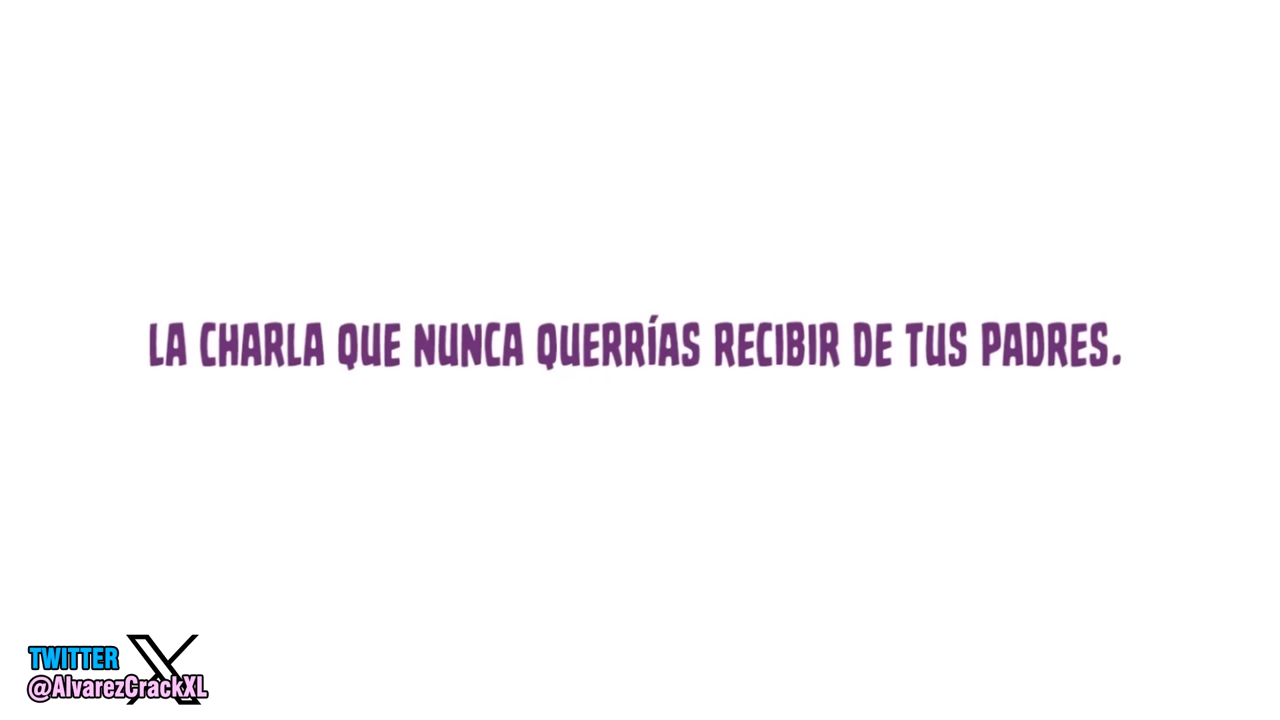 LA CHARLA QUE NUNCA QUERRÍAS RECIBIR DE TUS PADRES.
TWITTER X
@AlvarezCrackXL